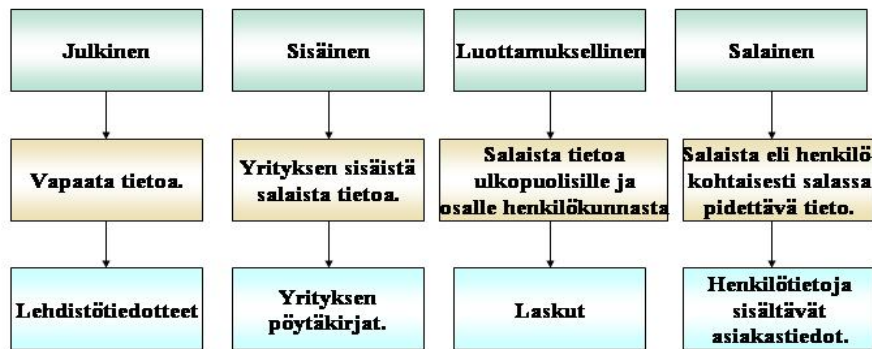 Julkinen
Sisäinen
Luottamuksellinen
Salainen
Vapaata tietoa.
Yrityksen sisäistä
salaista tietoa.
Salaista tietoa
ulkopuolisille ja
osalle henkilökunnasta
Salaista eli henkilö-
kohtaisesti salassa
pidettävä tieto.
Lehdistötiedotteet
Yrityksen
pöytäkirjat.
Laskut
Henkilötietoja
sisältävät
asiakastiedot.